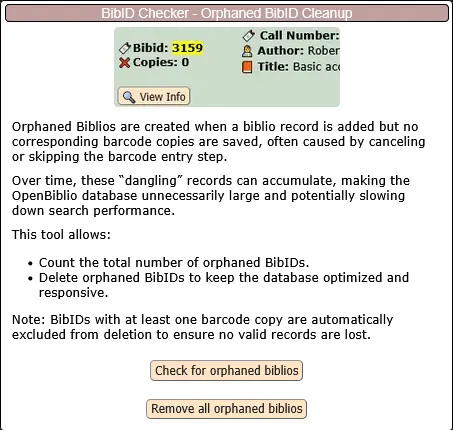 BibID Checker - Orphaned BibID Cleanup
Bibid: 3159
Copies: 0
View Info
Call Number:
Author: Rober
Title: Basic acc
Orphaned Biblios are created when a biblio record is added but no
corresponding barcode copies are saved, often caused by canceling
or skipping the barcode entry step.
Over time, these “dangling” records can accumulate, making the
OpenBiblio database unnecessarily large and potentially slowing
down search performance.
This tool allows:
• Count the total number of orphaned BibIDs.
• Delete orphaned BibIDs to keep the database optimized and
responsive.
Note: BibIDs with at least one barcode copy are automatically
excluded from deletion to ensure no valid records are lost.
Check for orphaned biblios
Remove all orphaned biblios